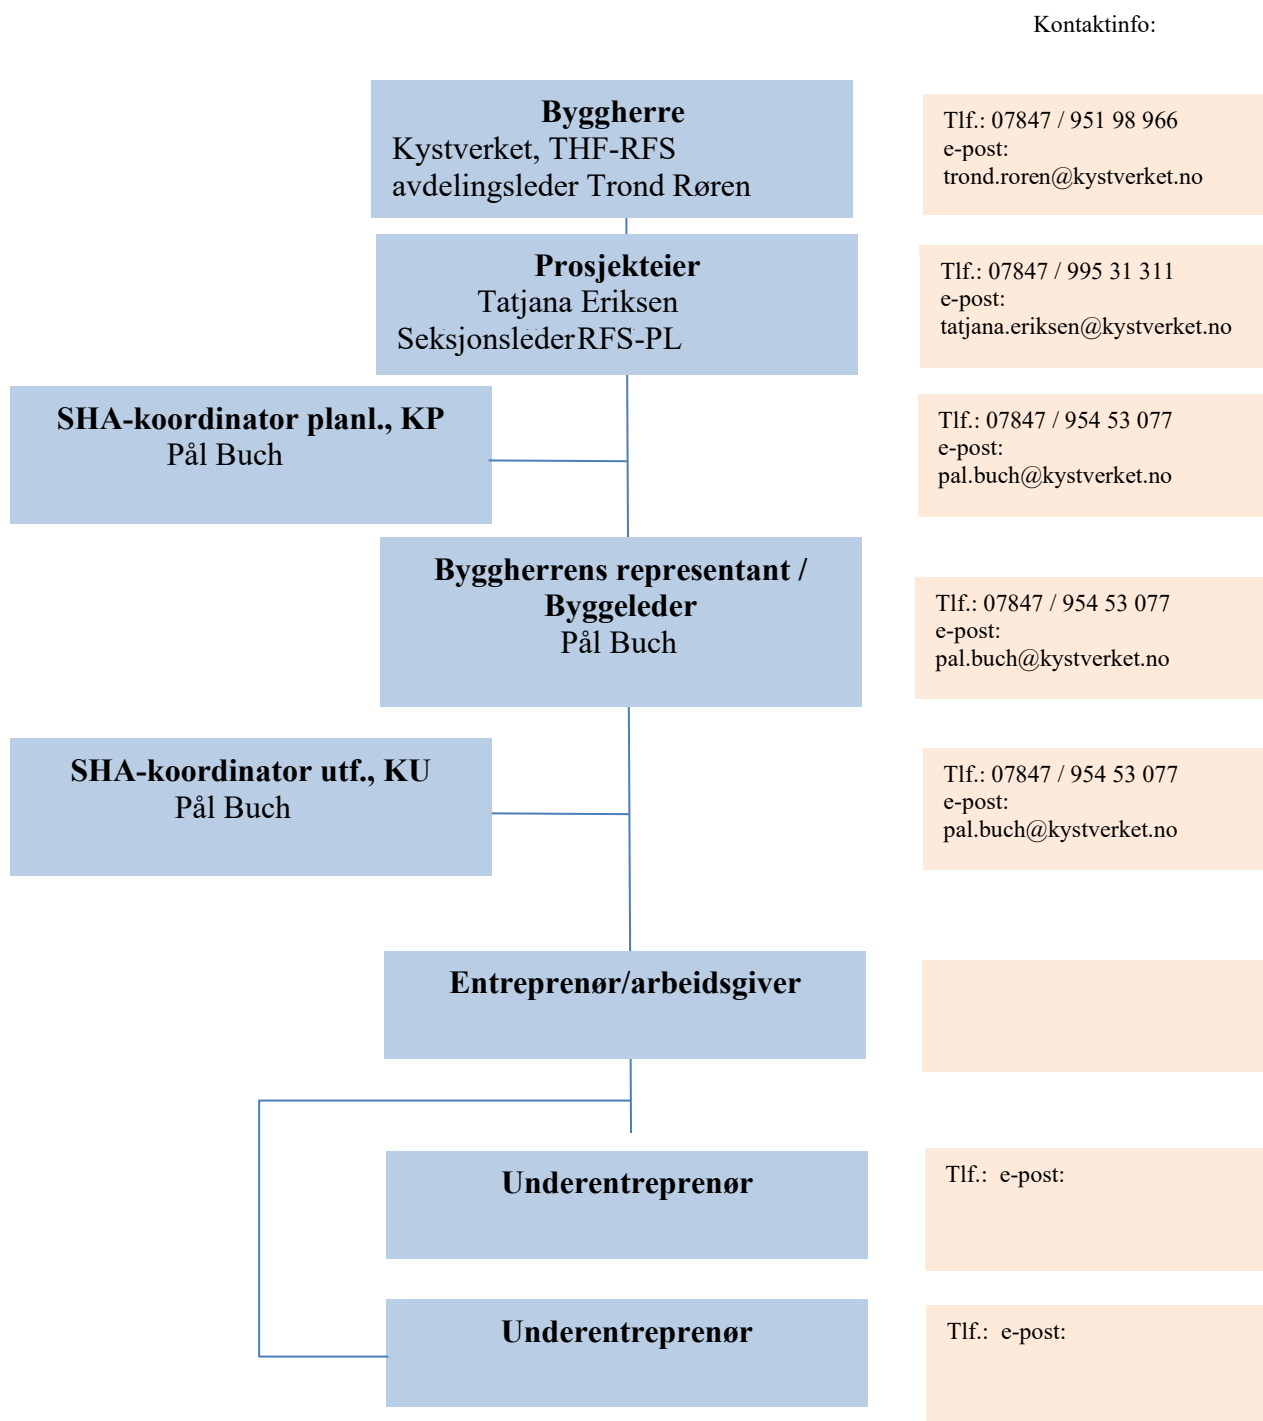 Kontaktinfo:
Byggherre
Kystverket, THF-RFS
avdelingsleder Trond Røren
Tlf.: 07847 / 951 98 966
e-post:
trond.roren@kystverket.no
Prosjekteier
Tatjana Eriksen
Seksjonsleder RFS-PL
Tlf.: 07847 / 995 31 311
e-post:
tatjana.eriksen@kystverket.no
SHA-koordinator planl., KP
Pål Buch
Tlf.: 07847 / 954 53 077
e-post:
pal.buch@kystverket.no
Byggherrens representant /
Byggeleder
Pål Buch
Tlf.: 07847 / 954 53 077
e-post:
pal.buch@kystverket.no
SHA-koordinator utf., KU
Pål Buch
Tlf.: 07847 / 954 53 077
e-post:
pal.buch@kystverket.no
Entreprenør/arbeidsgiver
Underentreprenør
Tlf.: e-post:
Underentreprenør
Tlf.: e-post: